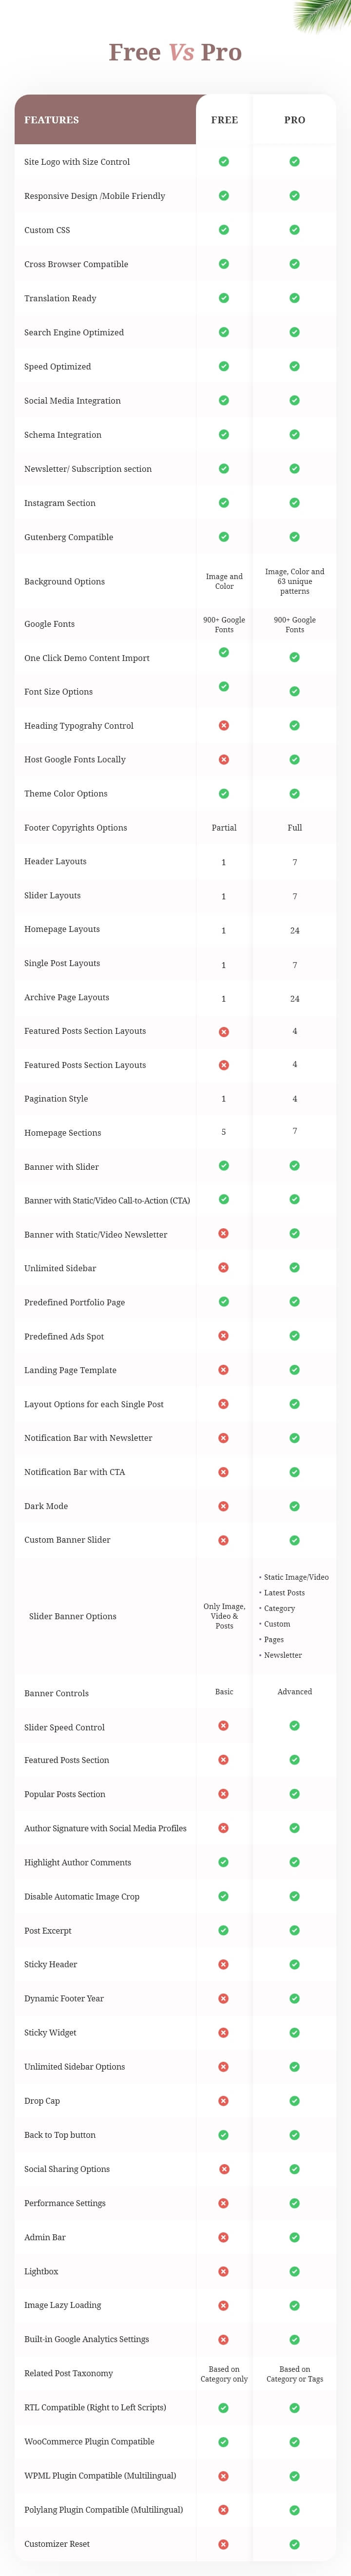 Free Vs Pro
FEATURES FREE PRO
Site Logo with Size Control
Responsive Design /Mobile Friendly
Custom CSS
Cross Browser Compatible
Translation Ready
Search Engine Optimized
Speed Optimized
Social Media Integration
Schema Integration
Newsletter/ Subscription section
Instagram Section
Gutenberg Compatible
Background Options
Image and
Color
Image, Color and
63 unique
patterns
Google Fonts
900+ Google
Fonts
900+ Google
Fonts
One Click Demo Content Import
Font Size Options
Heading Typograhy Control
Host Google Fonts Locally
Theme Color Options
Footer Copyrights Options Partial Full
Header Layouts 1 7
Slider Layouts 1 7
Homepage Layouts 1 24
Single Post Layouts 1 7
Archive Page Layouts 1 24
Featured Posts Section Layouts 4
Featured Posts Section Layouts 4
Pagination Style 1 4
Homepage Sections 5 7
Banner with Slider
Banner with Static/Video Call-to-Action (CTA)
Banner with Static/Video Newsletter
Unlimited Sidebar
Predefined Portfolio Page
Predefined Ads Spot
Landing Page Template
Layout Options for each Single Post
Notification Bar with Newsletter
Notification Bar with CTA
Dark Mode
Custom Banner Slider
Slider Banner Options
Only Image,
Video &
Posts
• Static Image/Video
• Latest Posts
• Category
• Custom
• Pages
• Newsletter
Banner Controls Basic Advanced
Slider Speed Control
Featured Posts Section
Popular Posts Section
Author Signature with Social Media Profiles
Highlight Author Comments
Disable Automatic Image Crop
Post Excerpt
Sticky Header
Dynamic Footer Year
Sticky Widget
Unlimited Sidebar Options
Drop Cap
Back to Top button
Social Sharing Options
Performance Settings
Admin Bar
Lightbox
Image Lazy Loading
Built-in Google Analytics Settings
Related Post Taxonomy
Based on
Category only
Based on
Category or Tags
RTL Compatible (Right to Left Scripts)
WooCommerce Plugin Compatible
WPML Plugin Compatible (Multilingual)
Polylang Plugin Compatible (Multilingual)
Customizer Reset